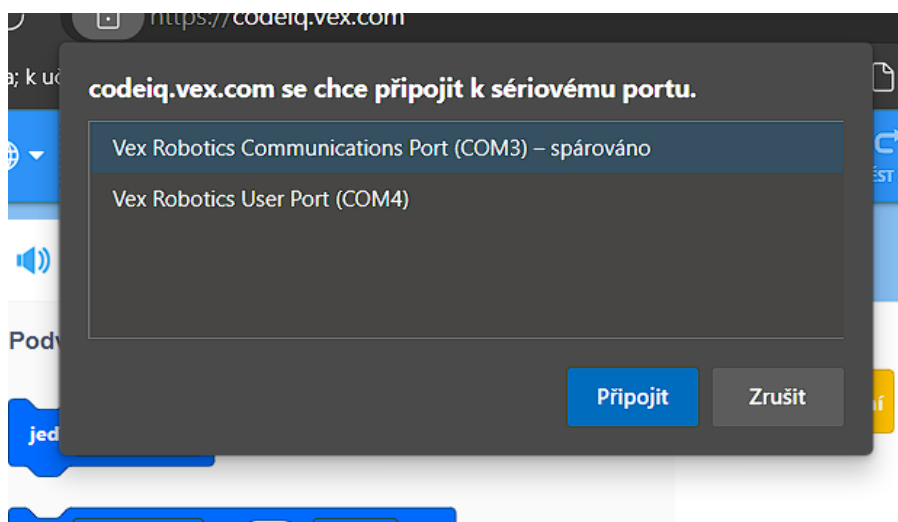 https://codeiq.vex.com
codeiq.vex.com se chce připojit k sériovému portu.
Vex Robotics Communications Port (COM3) – spárováno
Vex Robotics User Port (COM4)
Připojit
Zrušit